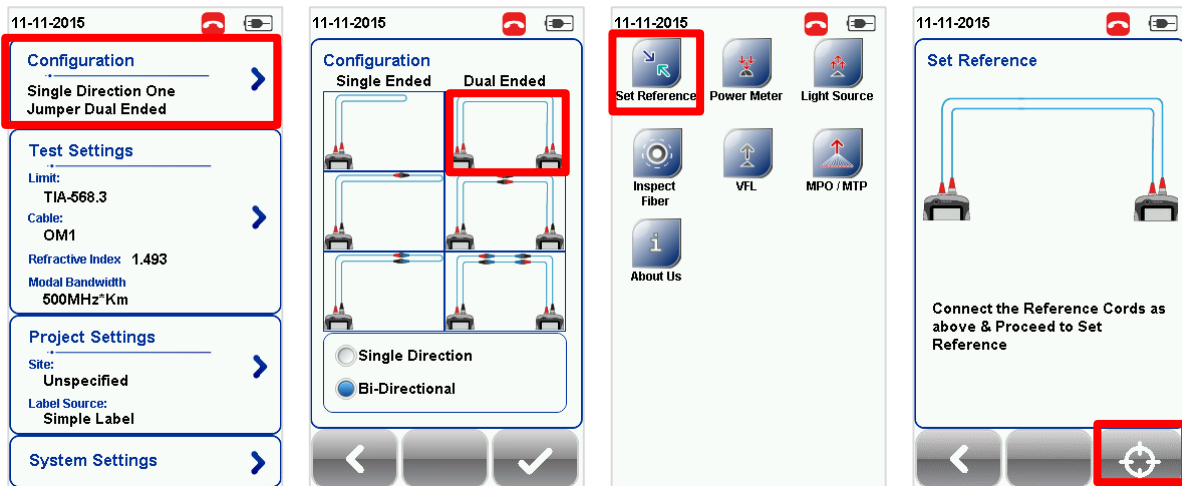 11-11-2015
Configuration
Single Direction One
Jumper Dual Ended
Test Settings
Limit:
TIA-568.3
Cable:
OM1
Refractive Index 1.493
Modal Bandwidth
500MHz*Km
Project Settings
Site:
Unspecified
Label Source:
Simple Label
System Settings
11-11-2015
Configuration
Single Ended Dual Ended
Single Direction
Bi-Directional
11-11-2015
Set Reference Power Meter Light Source
Inspect
Fiber
VFL
MPO / MTP
i
About Us
11-11-2015
Set Reference
Connect the Reference Cords as
above & Proceed to Set
Reference